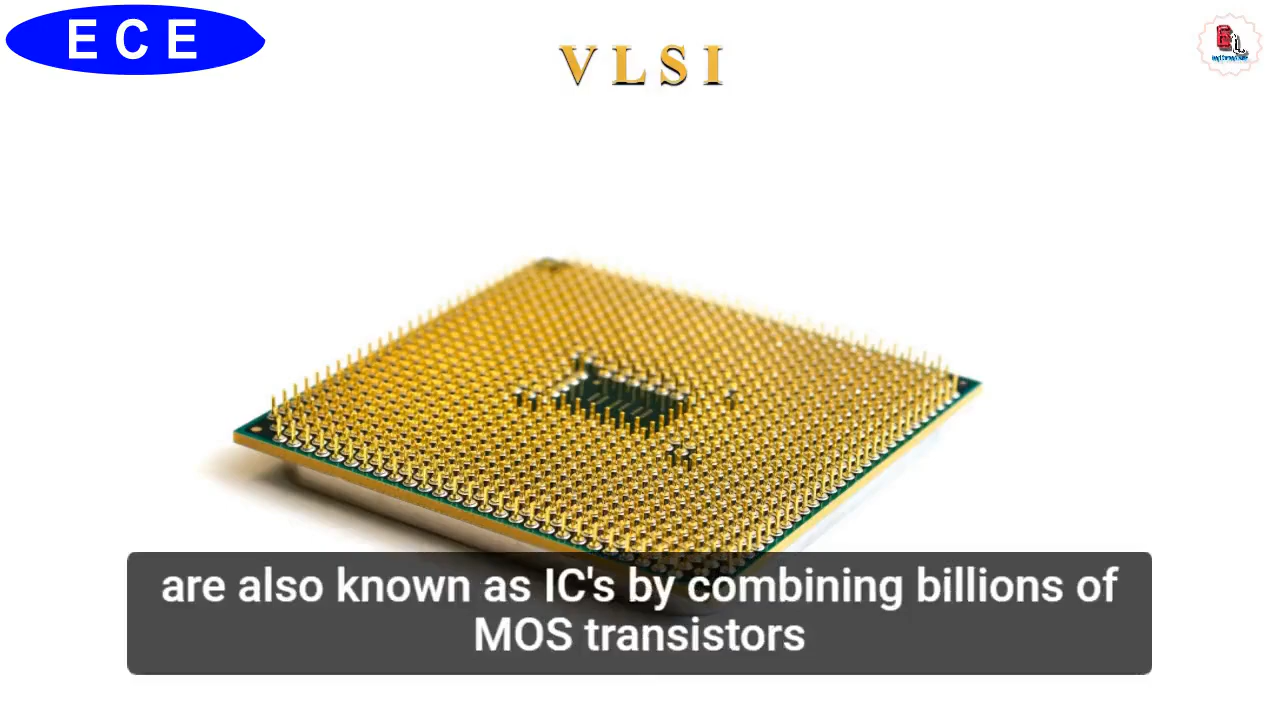 E C E
V L S I
are also known as IC's by combining billions of
MOS transistors